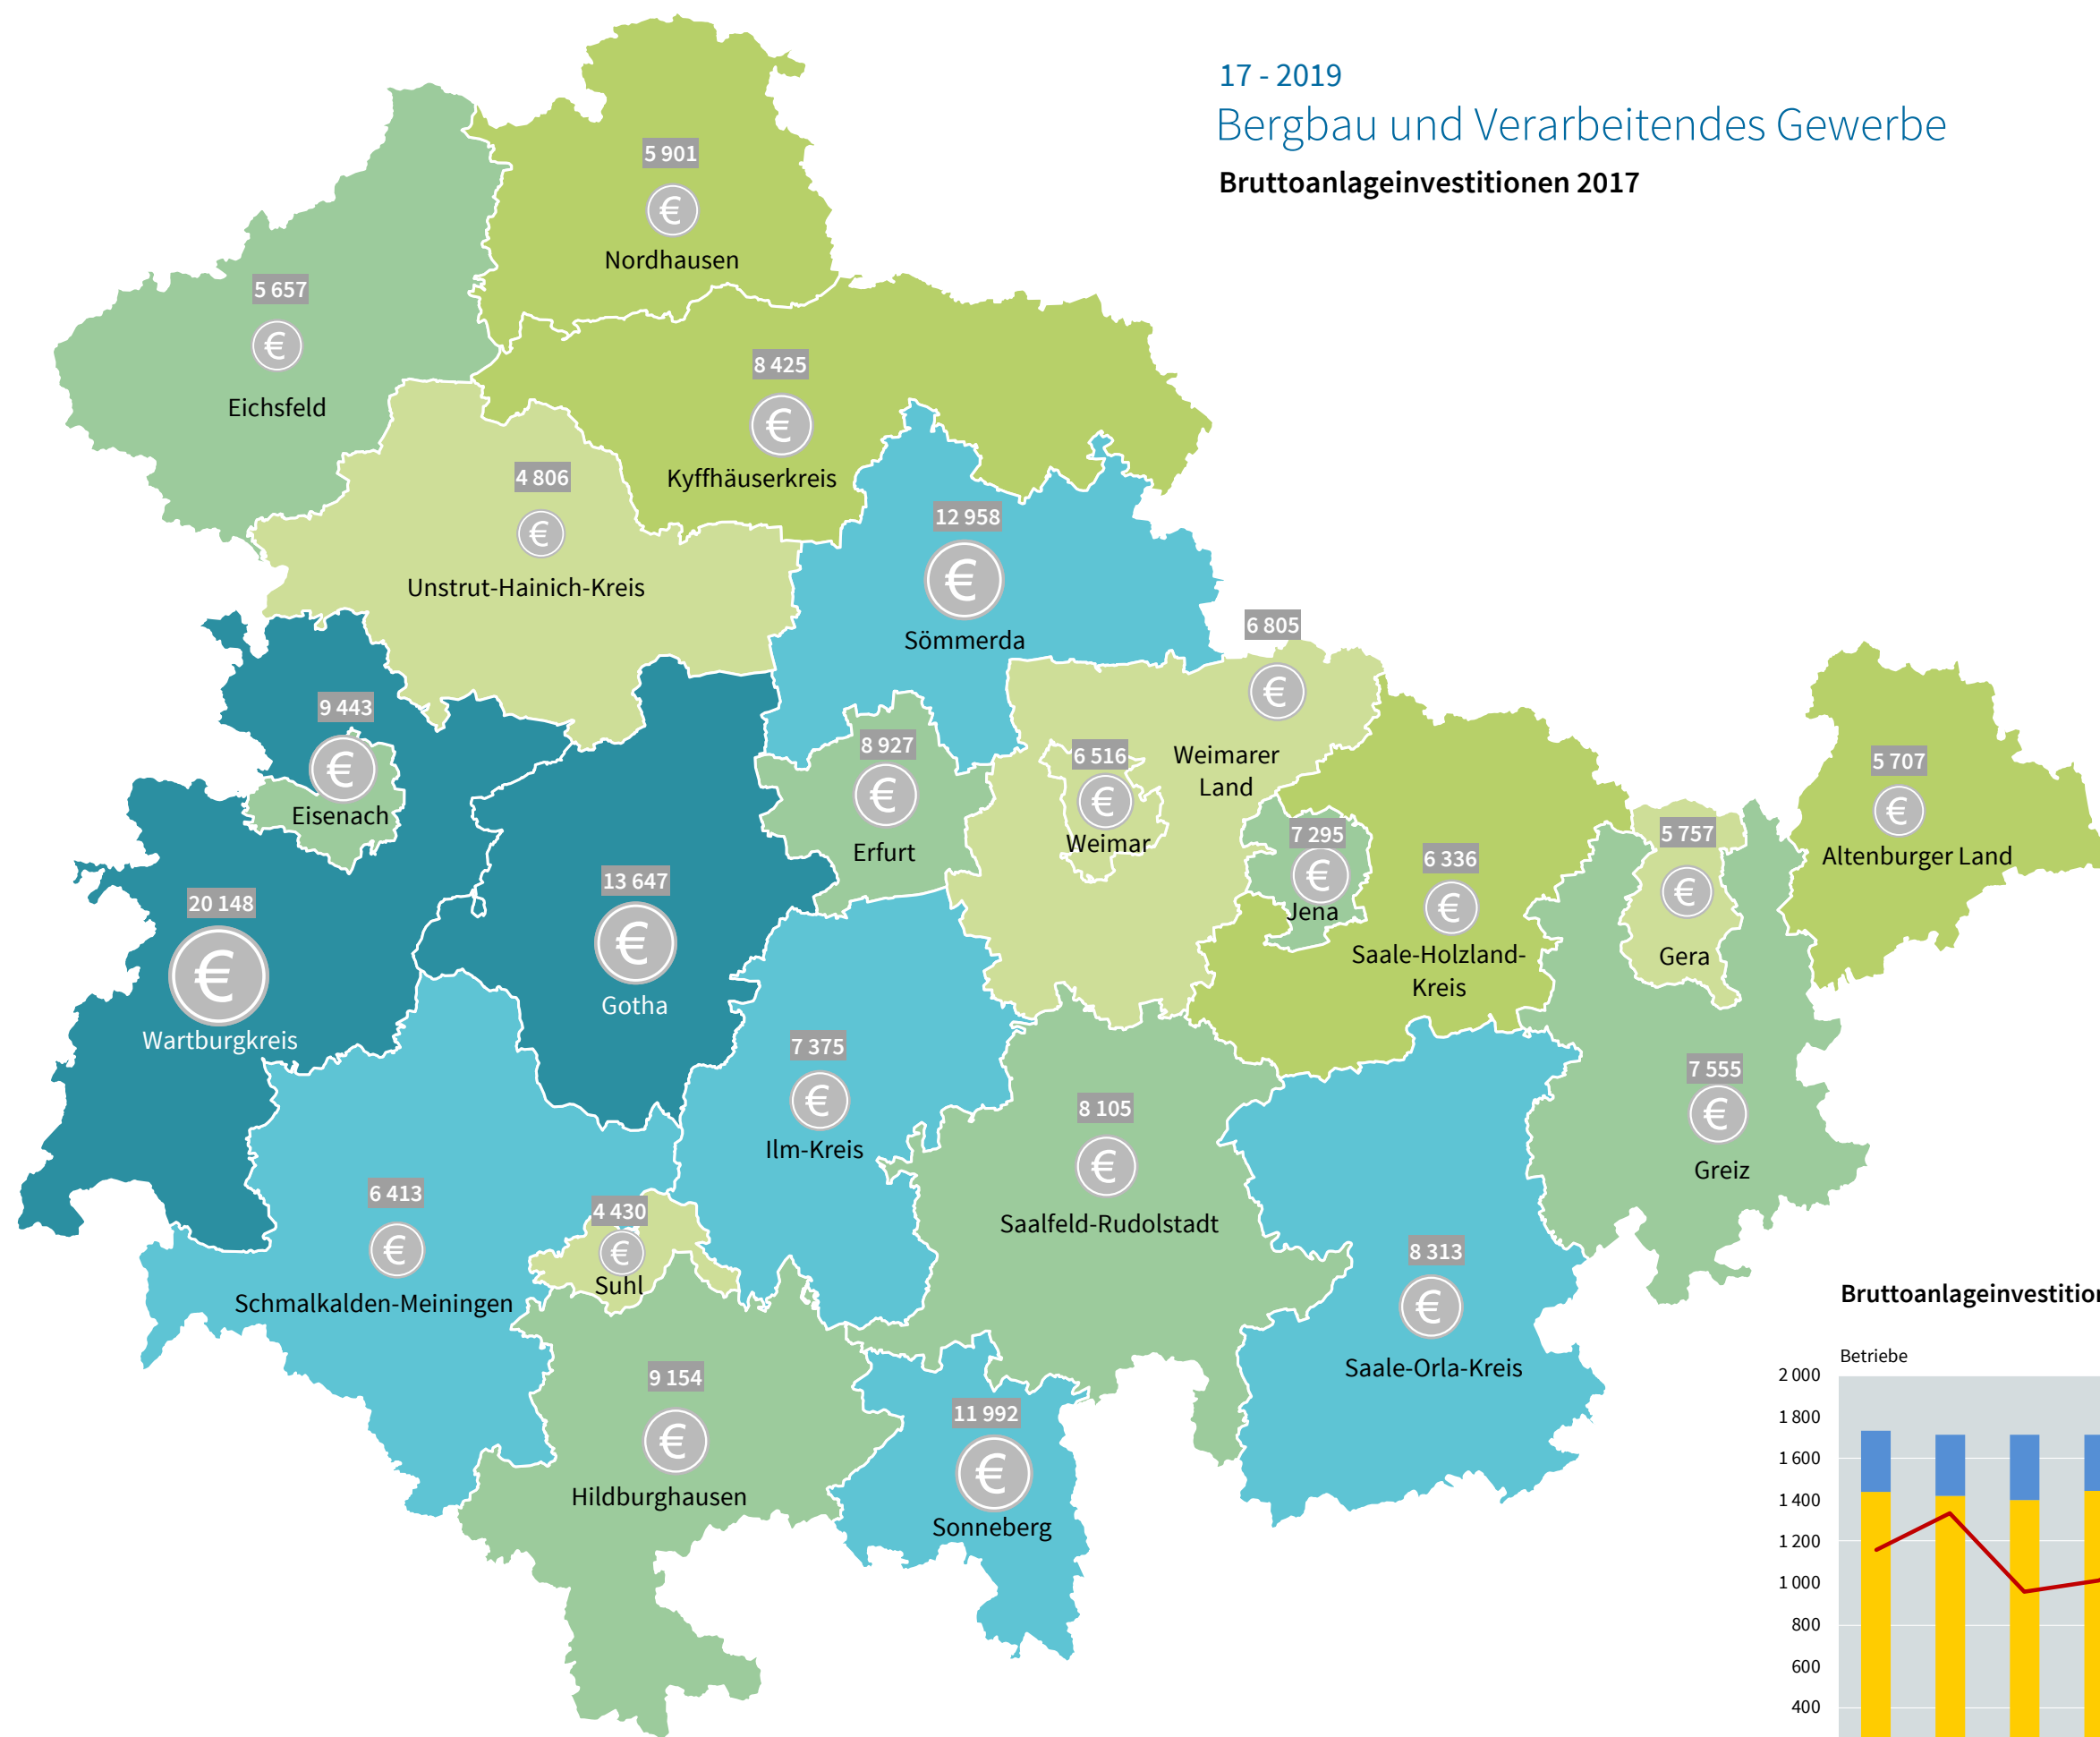 17 - 2019
Bergbau und Verarbeitendes Gewerbe
Bruttoanlageinvestitionen 2017
5 901
€
Nordhausen
5 657
€
Eichsfeld
8 425
€
Kyffhäuserkreis
4 806
€
Unstrut-Hainich-Kreis
12 958
€
Sömmerda
6 805
€
Weimarer
Land
9 443
€
Eisenach
8 927
€
Erfurt
6 516
€
Weimar
7 295
€
Jena
6 336
€
Saale-Holzland-
Kreis
5 757
€
Gera
5 707
€
Altenburger Land
20 148
€
Wartburgkreis
13 647
€
Gotha
7 375
€
Ilm-Kreis
8 105
€
Saalfeld-Rudolstadt
7 555
€
Greiz
6 413
€
Schmalkalden-Meiningen
4 430
€
Suhl
8 313
€
Saale-Orla-Kreis
9 154
€
Hildburghausen
11 992
€
Sonneberg
Bruttoanlageinvestition
Betriebe
2 000
1 800
1 600
1 400
1 200
1 000
800
600
400